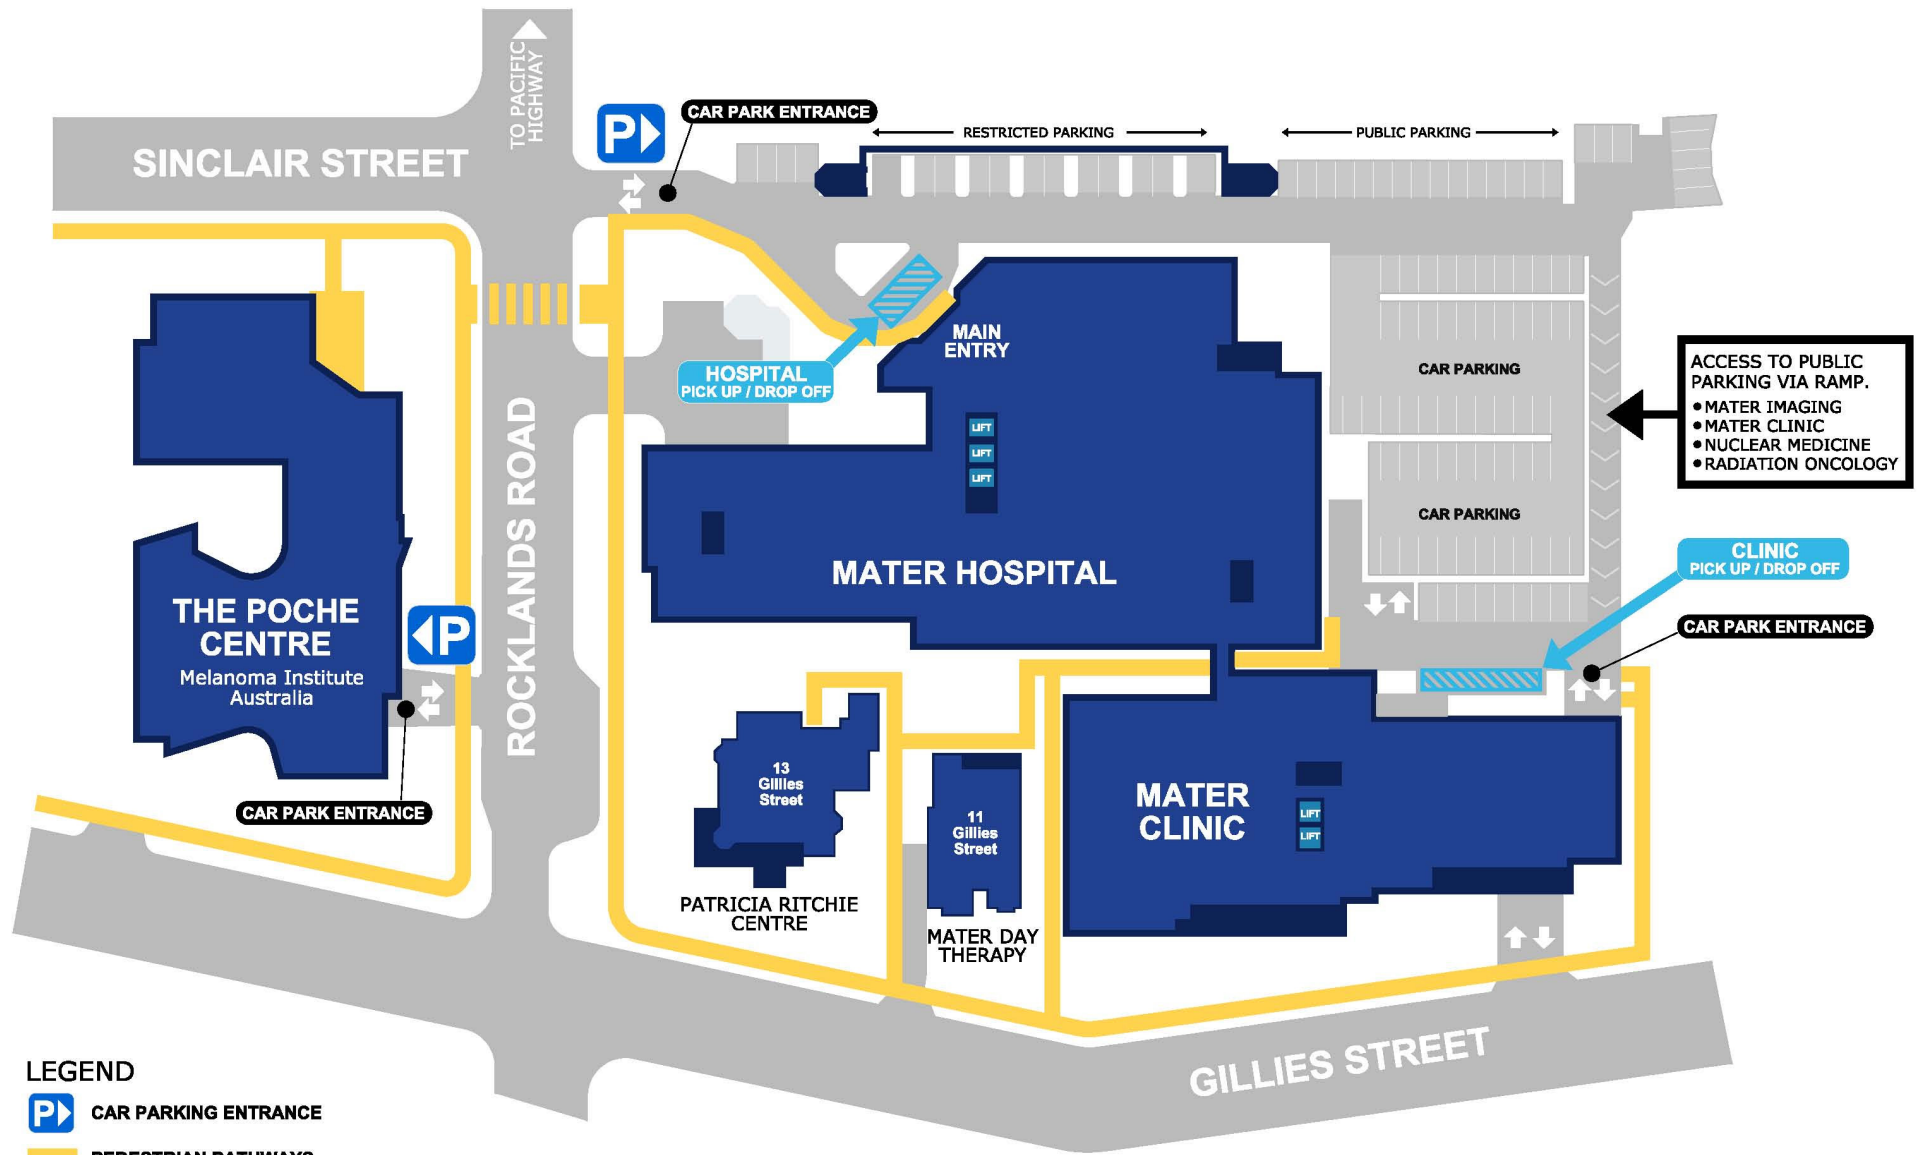 TO PACIFIC
HIGHWAY
P
CAR PARK ENTRANCE
RESTRICTED PARKING
PUBLIC PARKING
SINCLAIR STREET
MAIN
ENTRY
HOSPITAL
PICK UP / DROP OFF
CAR PARKING
ACCESS TO PUBLIC
PARKING VIA RAMP.
• MATER IMAGING
• MATER CLINIC
• NUCLEAR MEDICINE
• RADIATION ONCOLOGY
LIFT
LIFT
LIFT
ROCKLANDS ROAD
CAR PARKING
MATER HOSPITAL
CLINIC
PICK UP / DROP OFF
THE POCHE
CENTRE
Melanoma Institute
Australia
P
CAR PARK ENTRANCE
CAR PARK ENTRANCE
13
Gillies
Street
11
Gillies
Street
MATER
CLINIC
LIFT
LIFT
PATRICIA RITCHIE
CENTRE
MATER DAY
THERAPY
GILLIES STREET
LEGEND
P
CAR PARKING ENTRANCE
PEDESTRIAN PATHWAYS